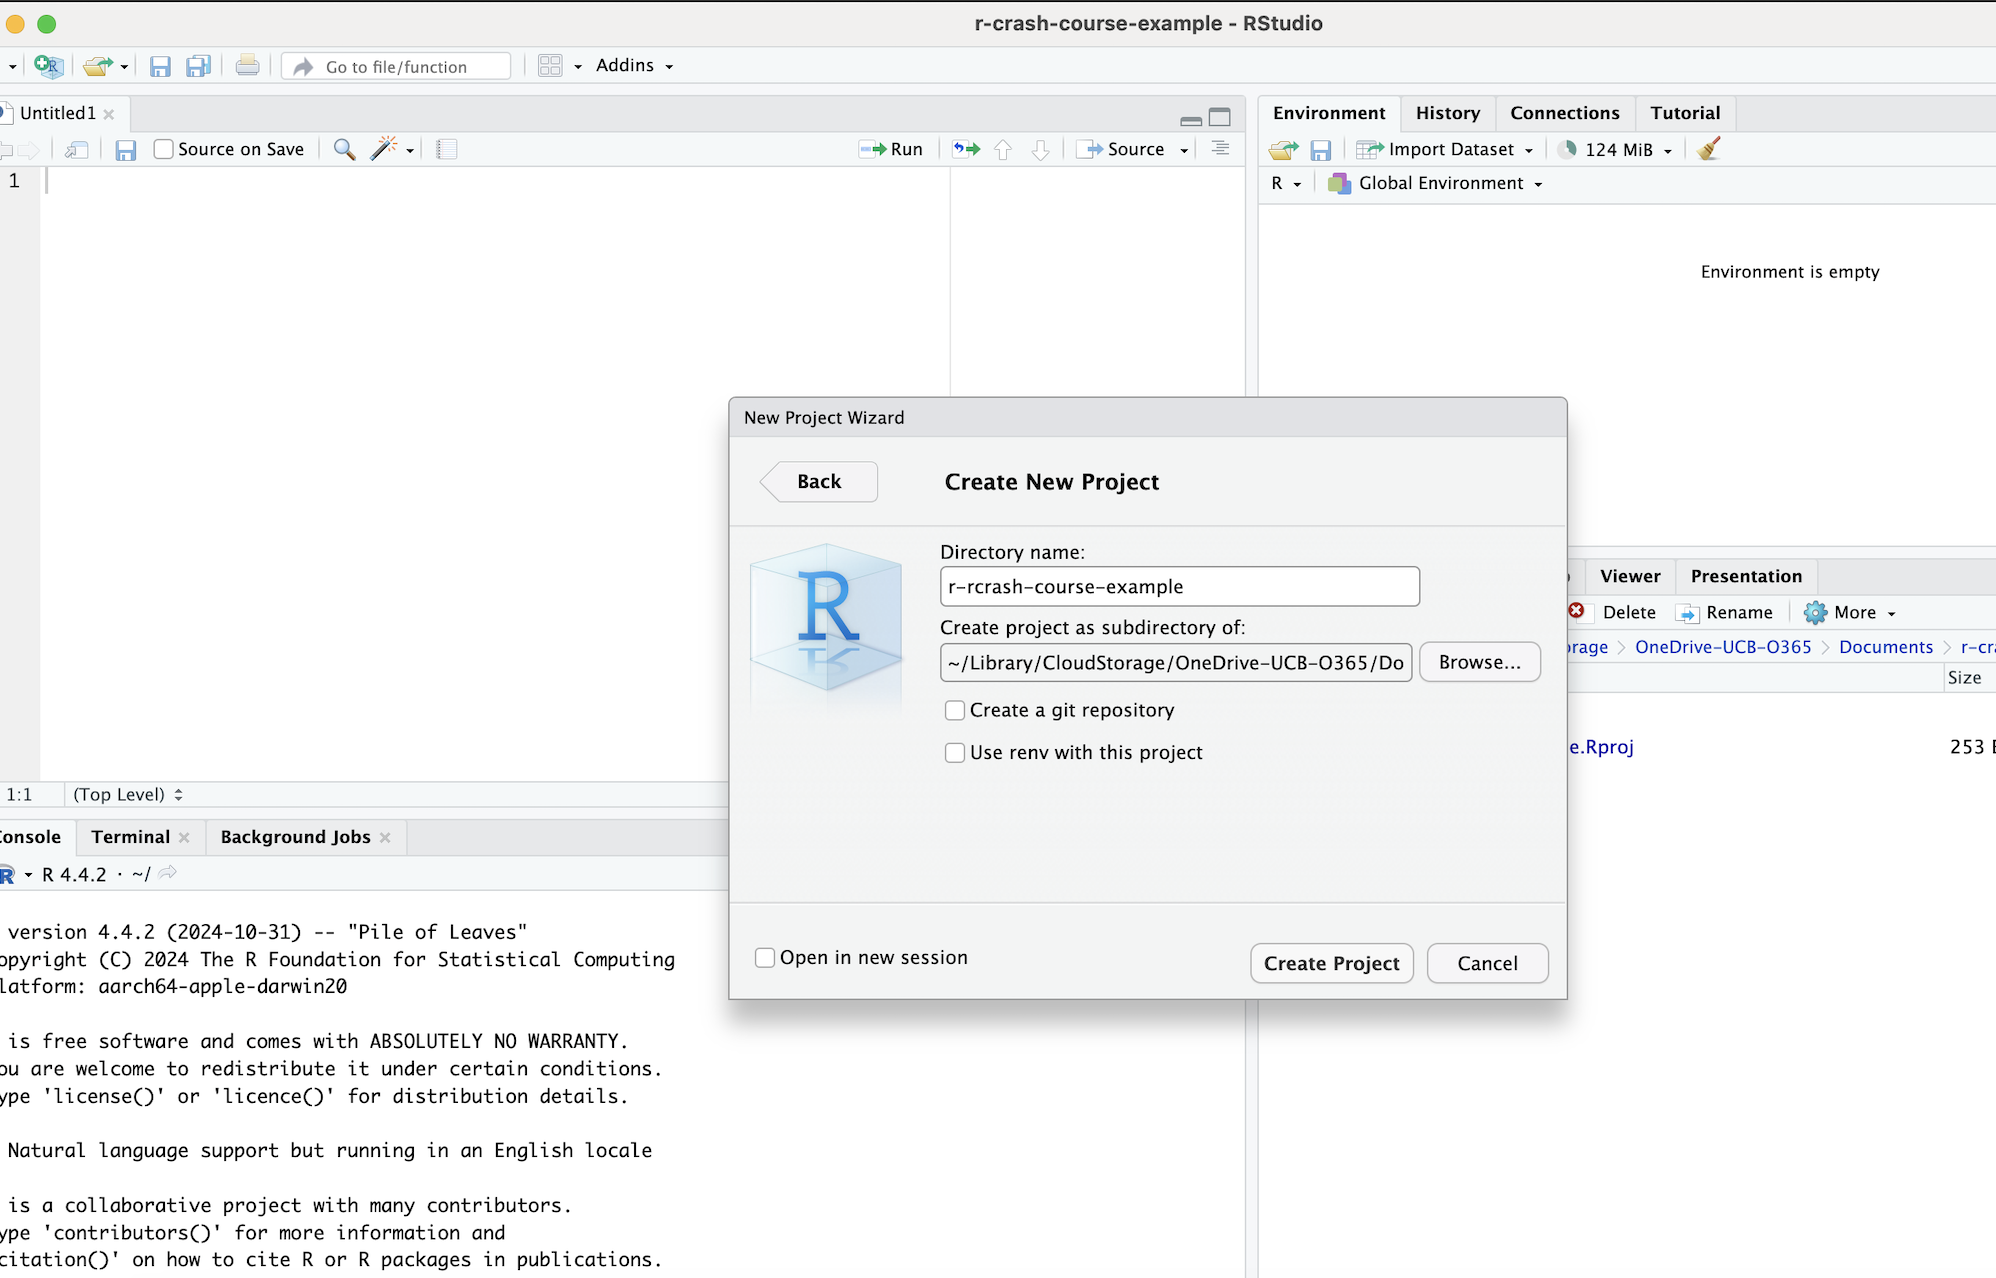 r-crash-course-example - RStudio
Go to file/function
Addins
Untitled1
Source on Save
Run
Source
1
1:1
(Top Level)
Environment
History
Connections
Tutorial
Import Dataset
124 MiB
R
Global Environment
Environment is empty
New Project Wizard
Back
Create New Project
R
Directory name:
r-rcrash-course-example
Create project as subdirectory of:
~/Library/CloudStorage/OneDrive-UCB-O365/Do
Browse...
Create a git repository
Use renv with this project
Open in new session
Create Project
Cancel
Viewer
Presentation
Delete
Rename
More
rage
OneDrive-UCB-O365
Documents
r-cra
Size
e.Rproj
253
onsole
Terminal
Background Jobs
R 4.4.2 · ~/
version 4.4.2 (2024-10-31) -- "Pile of Leaves"
opyright (C) 2024 The R Foundation for Statistical Computing
latform: aarch64-apple-darwin20
is free software and comes with ABSOLUTELY NO WARRANTY.
ou are welcome to redistribute it under certain conditions.
ype 'license()' or 'licence()' for distribution details.
Natural language support but running in an English locale
is a collaborative project with many contributors.
ype 'contributors()' for more information and
citation()' on how to cite R or R packages in publications.